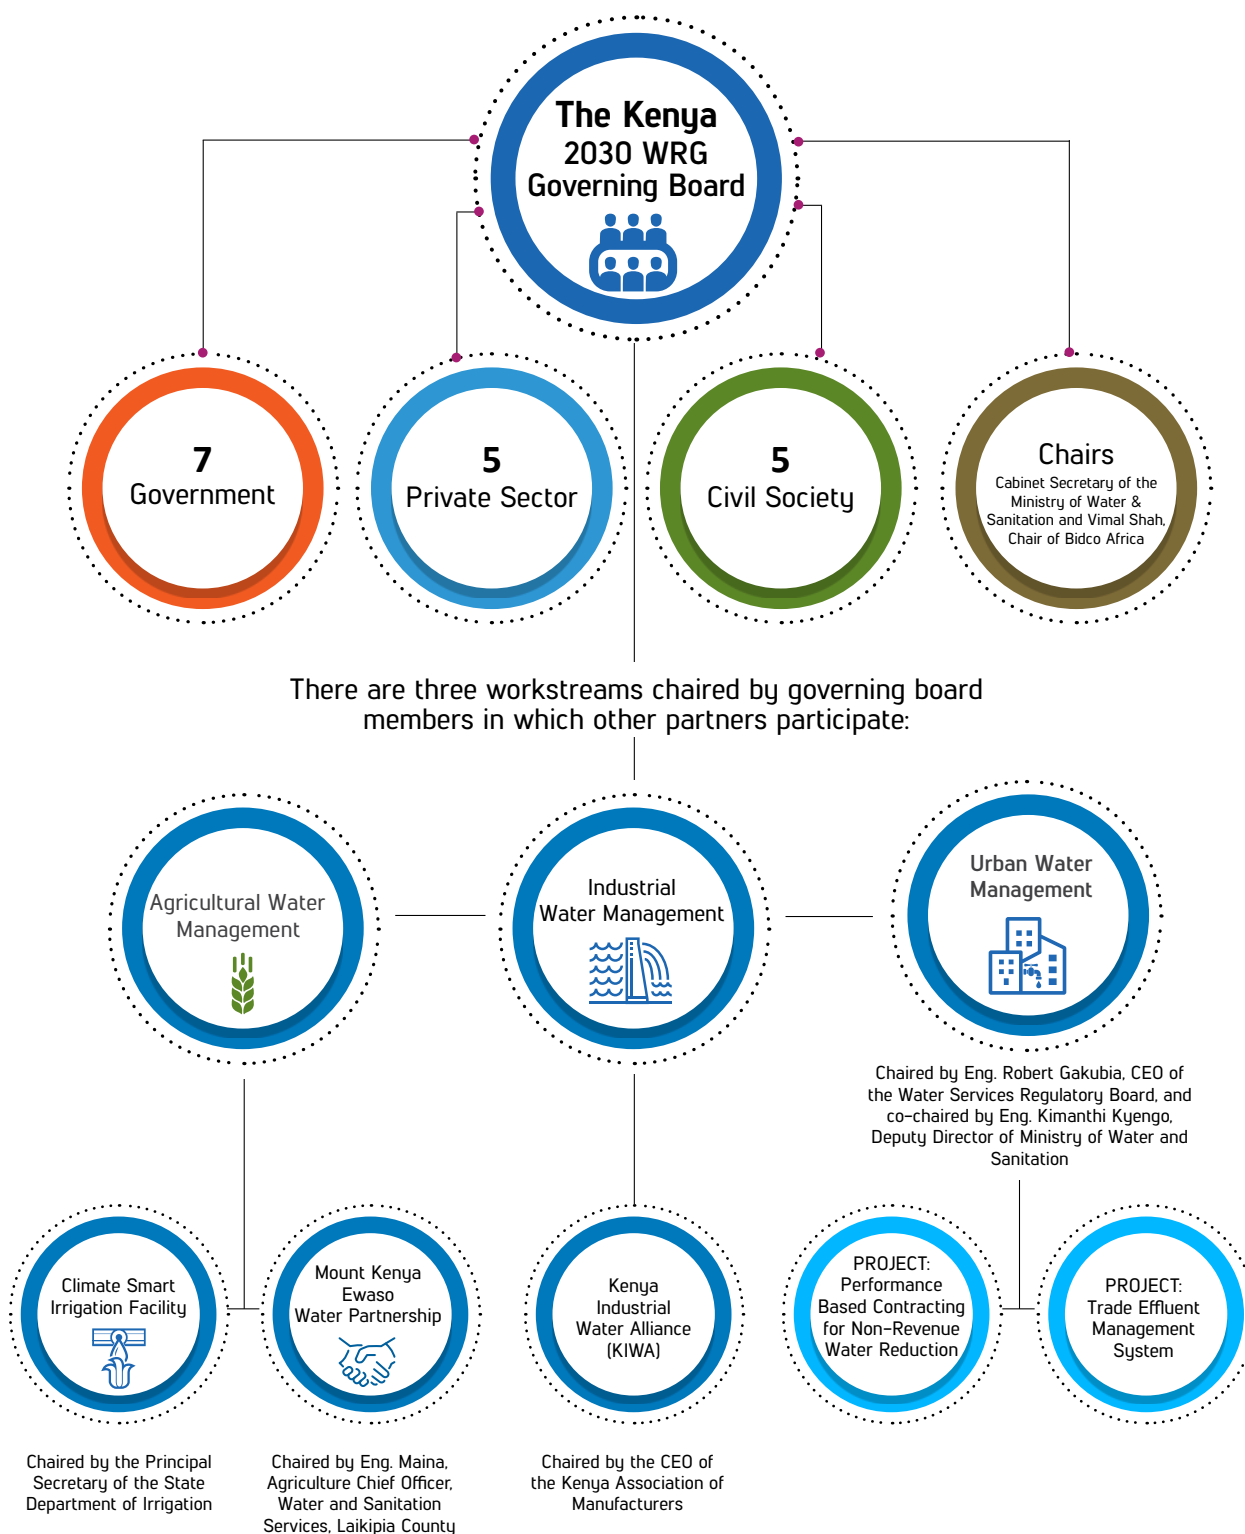 The Kenya
2030 WRG
Governing Board
7
Government
5
Private Sector
5
Civil Society
Chairs
Cabinet Secretary of the
Ministry of Water &
Sanitation and Vimal Shah,
Chair of Bidco Africa
There are three workstreams chaired by governing board
members in which other partners participate:
Agricultural Water
Management
Industrial
Water Management
Urban Water
Management
Chaired by Eng. Robert Gakubia, CEO of
the Water Services Regulatory Board, and
co-chaired by Eng. Kimanthi Kyengo,
Deputy Director of Ministry of Water and
Sanitation
Climate Smart
Irrigation Facility
Mount Kenya
Ewaso
Water Partnership
Kenya
Industrial
Water Alliance
(KIWA)
PROJECT:
Performance
Based Contracting
for Non-Revenue
Water Reduction
PROJECT:
Trade Effluent
Management
System
Chaired by the Principal
Secretary of the State
Department of Irrigation
Chaired by Eng. Maina,
Agriculture Chief Officer,
Water and Sanitation
Services, Laikipia County
Chaired by the CEO of
the Kenya Association of
Manufacturers